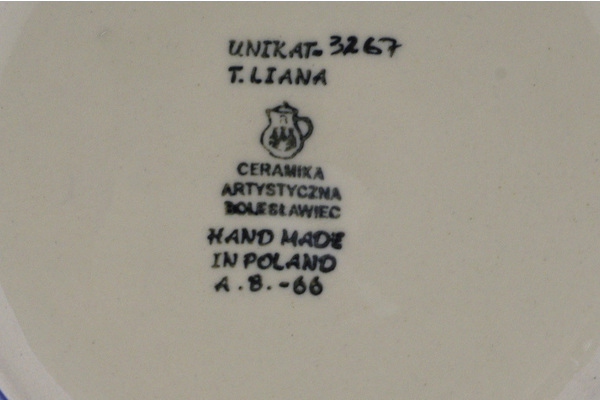 UNIKAT-3267
T.LIANA
CERAMIKA
ARTYSTYCZNA
BOLESŁAWIEC
HAND MADE
IN POLAND
A.B.-66